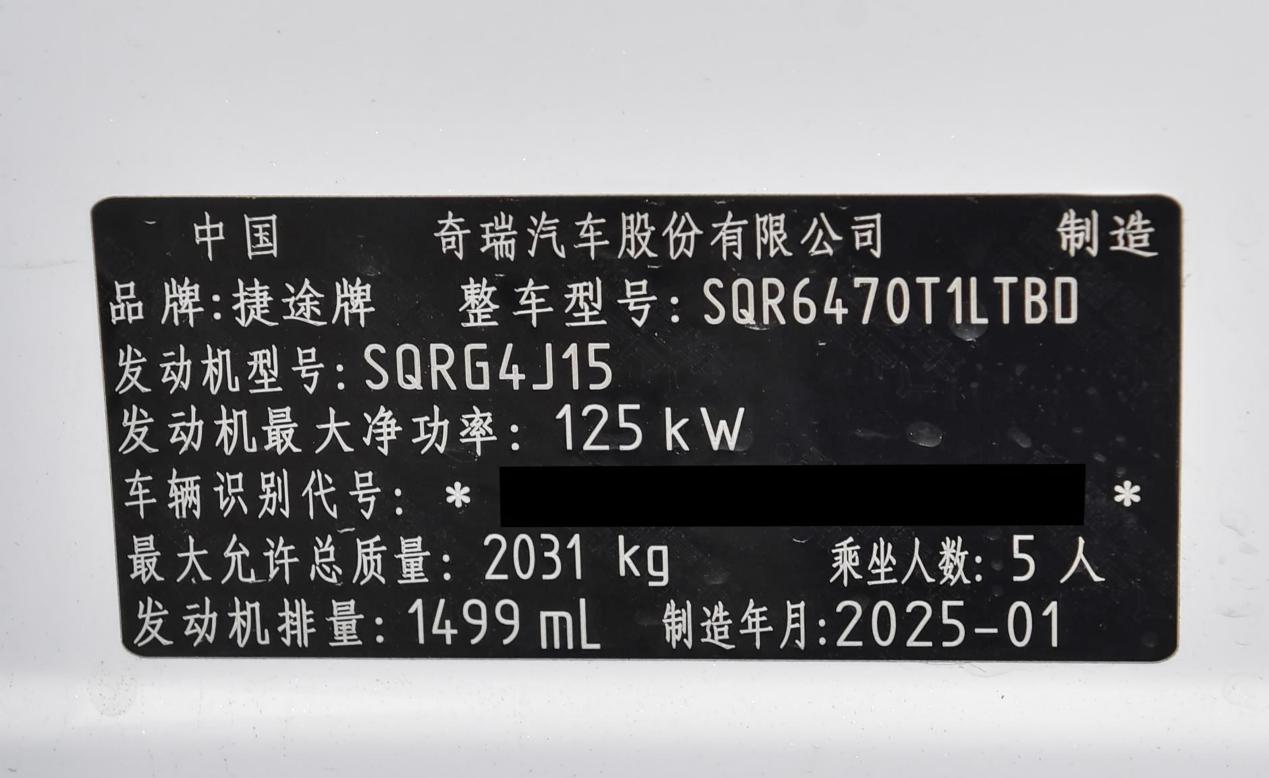 中国 奇瑞汽车股份有限公司 制造
品牌:捷途牌 整车型号:SQR6470T1LTBD
发动机型号:SQRG4J15
发动机最大净功率: 125 kW
车辆识别代号: * *
最大允许总质量: 2031 kg 乘坐人数: 5 人
发动机排量: 1499 mL 制造年月:2025-01